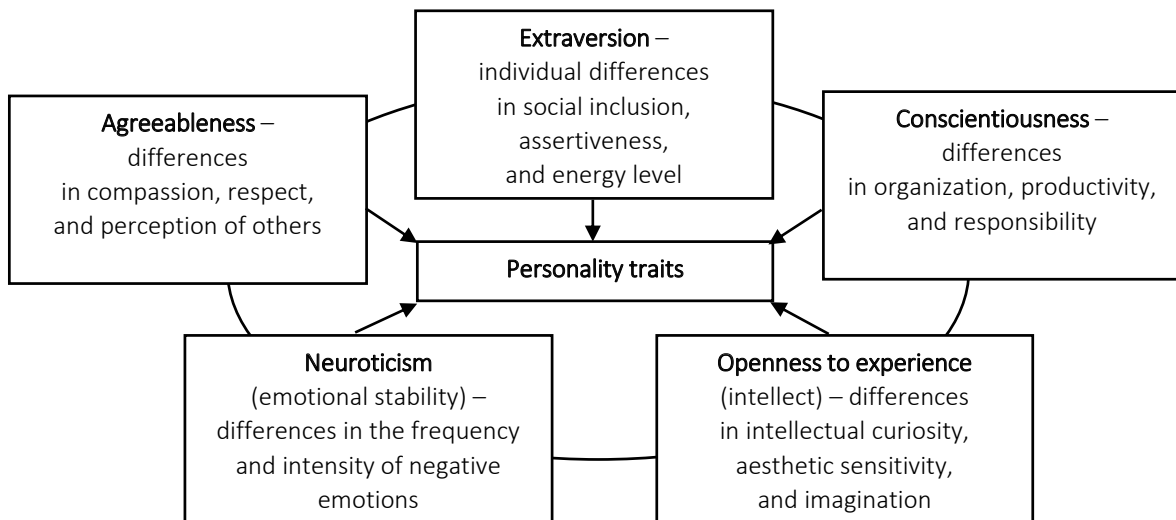 Extraversion –
individual differences
in social inclusion,
assertiveness,
and energy level
Agreeableness –
differences
in compassion, respect,
and perception of others
Conscientiousness –
differences
in organization, productivity,
and responsibility
Personality traits
Neuroticism
(emotional stability) –
differences in the frequency
and intensity of negative
emotions
Openness to experience
(intellect) – differences
in intellectual curiosity,
aesthetic sensitivity,
and imagination